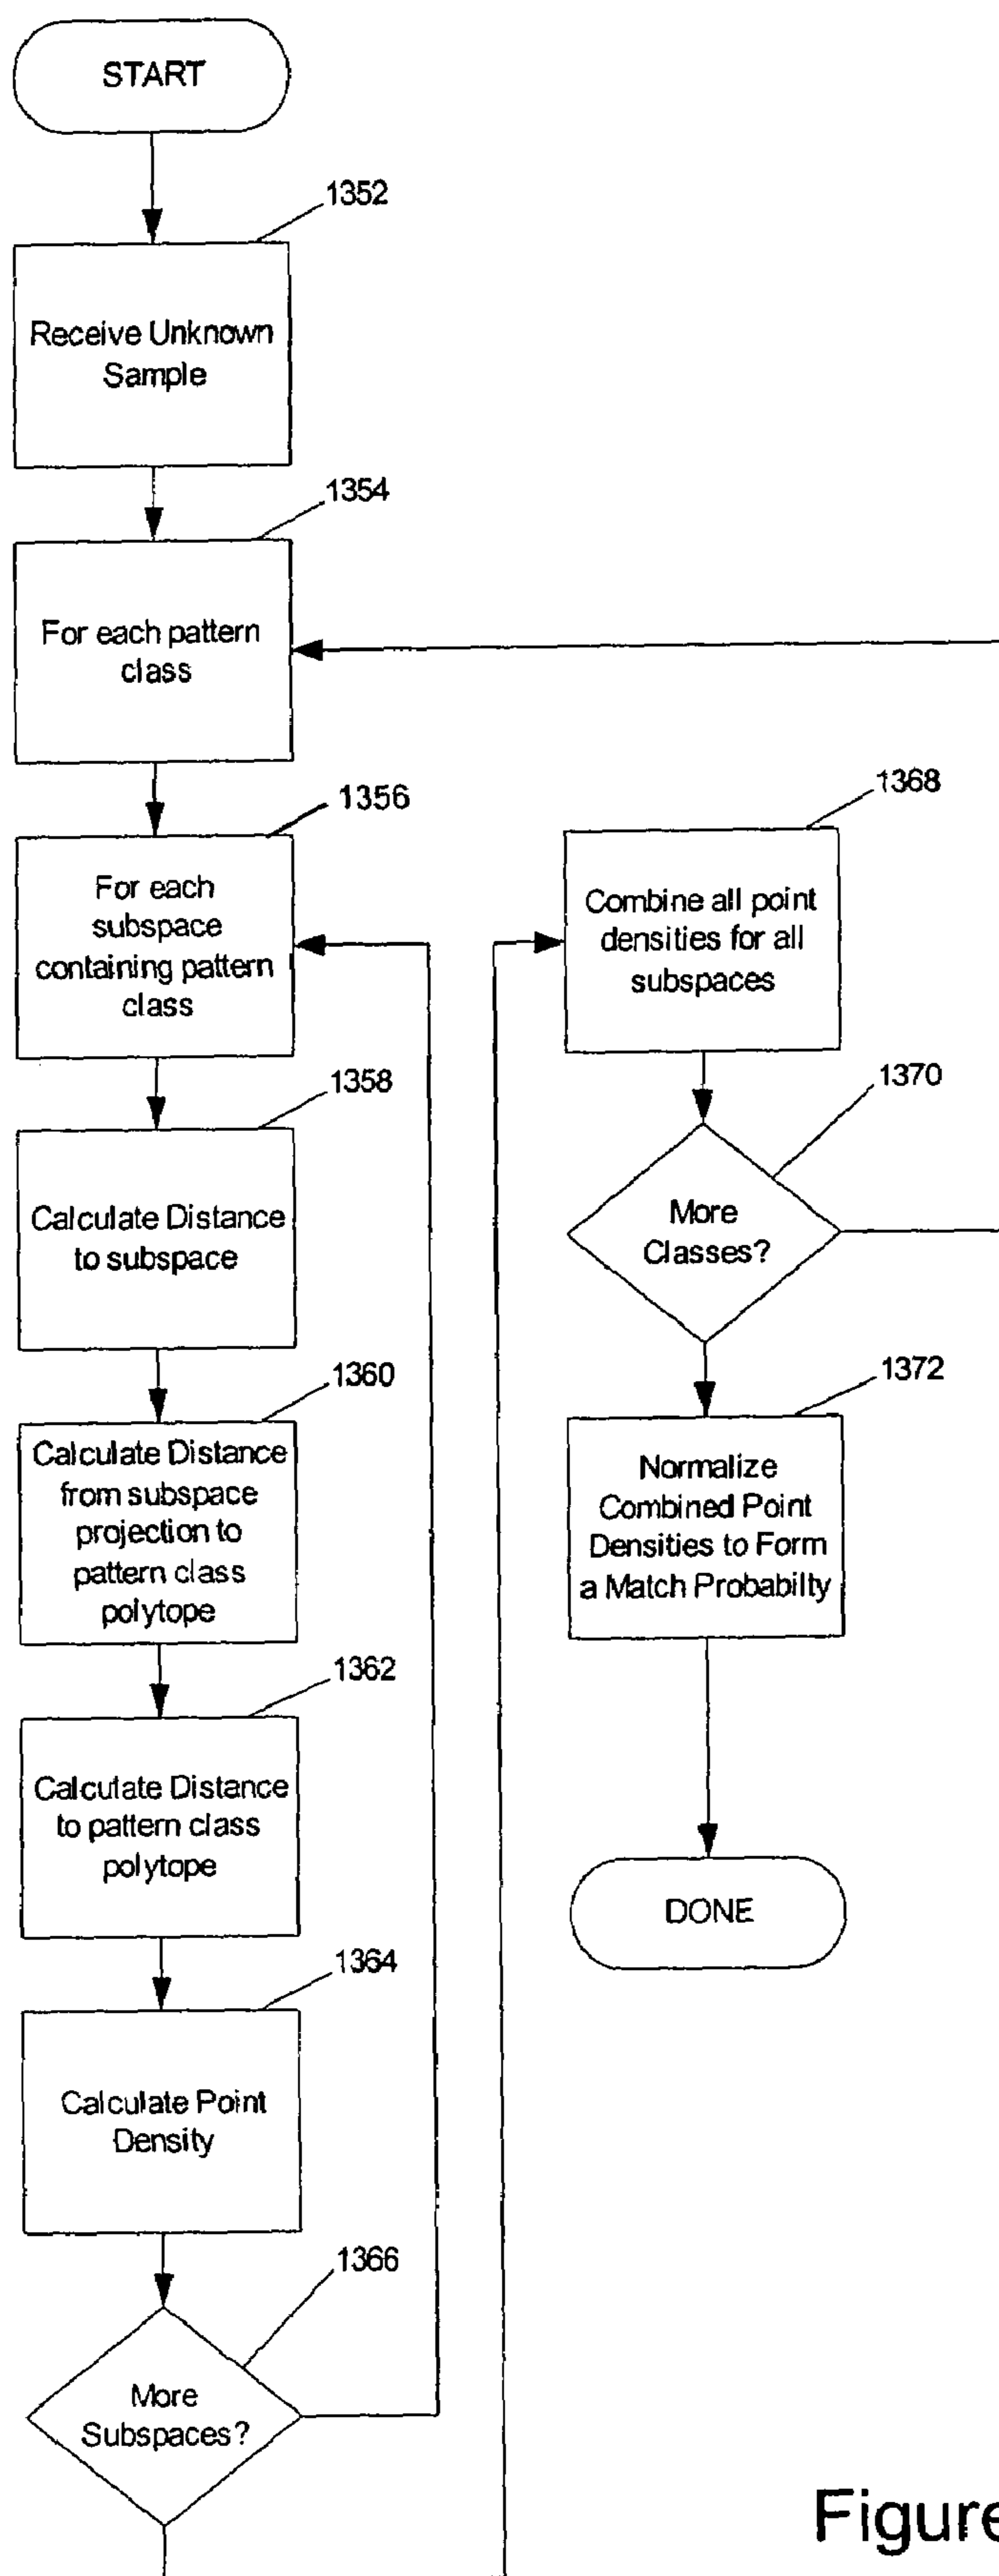 START
1352
Receive Unknown
Sample
1354
For each pattern
class
1356
For each
subspace
containing pattern
class
1358
Calculate Distance
to subspace
1360
Calculate Distance
from subspace
projection to
pattern class
polytope
1362
Calculate Distance
to pattern class
polytope
1364
Calculate Point
Density
1366
More
Subspaces?
1368
Combine all point
densities for all
subspaces
1370
More
Classes?
1372
Normalize
Combined Point
Densities to Form
a Match Probabilty
DONE
Figure